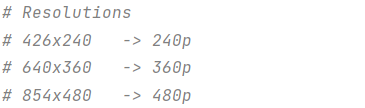 # Resolutions
# 426x240   -> 240p
# 640x360   -> 360p
# 854x480   -> 480p